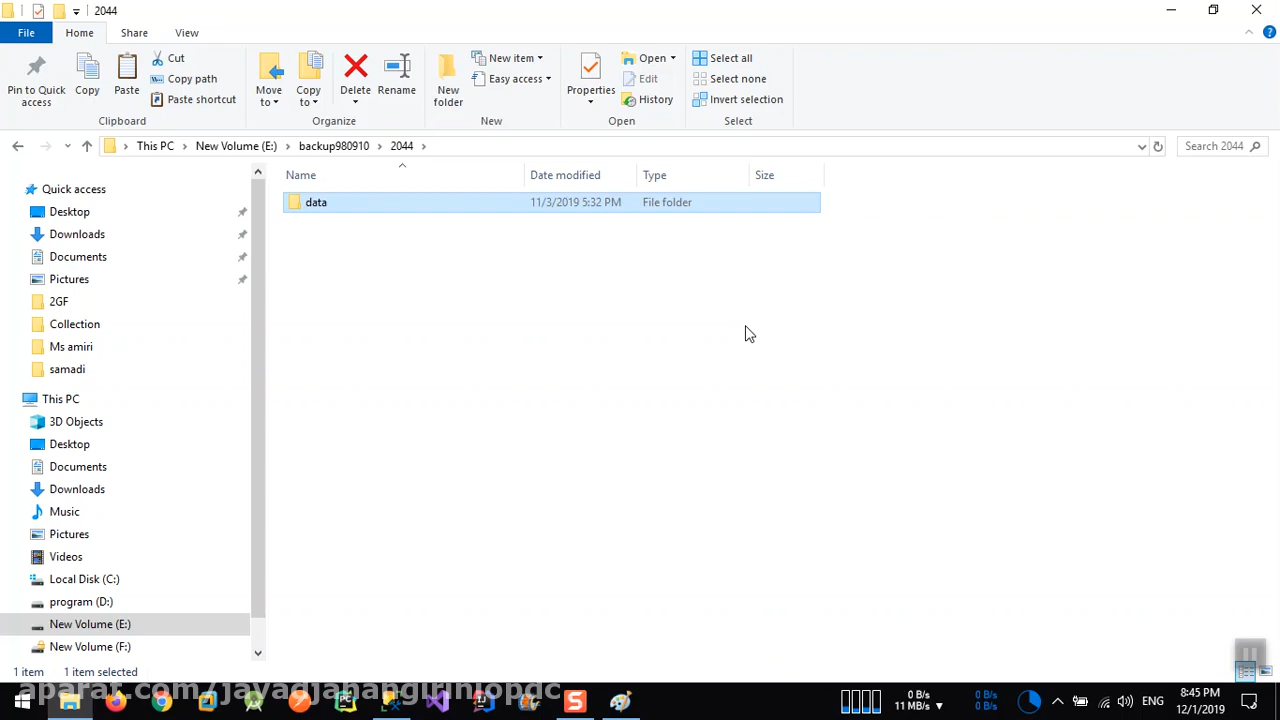 2044
File Home Share View
Pin to Quick access
Copy
Paste
Cut
Copy path
Paste shortcut
Clipboard
Move to
Copy to
Delete
Rename
Organize
New folder
New item
Easy access
New
Properties
Open
Edit
History
Open
Select all
Select none
Invert selection
Select
This PC > New Volume (E:) > backup980910 > 2044 >
Search 2044
Name Date modified Type Size
data 11/3/2019 5:32 PM File folder
Quick access
Desktop
Downloads
Documents
Pictures
2GF
Collection
Ms amiri
samadi
This PC
3D Objects
Desktop
Documents
Downloads
Music
Pictures
Videos
Local Disk (C:)
program (D:)
New Volume (E:)
New Volume (F:)
1 item 1 item selected
aparat.com/javadjahangirinjopdc
0 B/s
11 MB/s
0 B/s
0 B/s
ENG
8:45 PM
12/1/2019